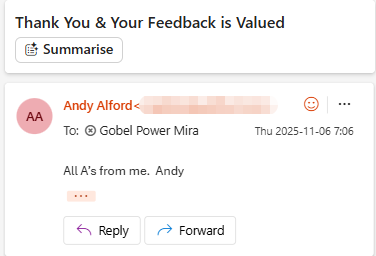 Thank You & Your Feedback is Valued
Summarise
AA
Andy Alford<
To: Gobel Power Mira
Thu 2025-11-06 7:06
All A's from me.  Andy
...
Reply
Forward